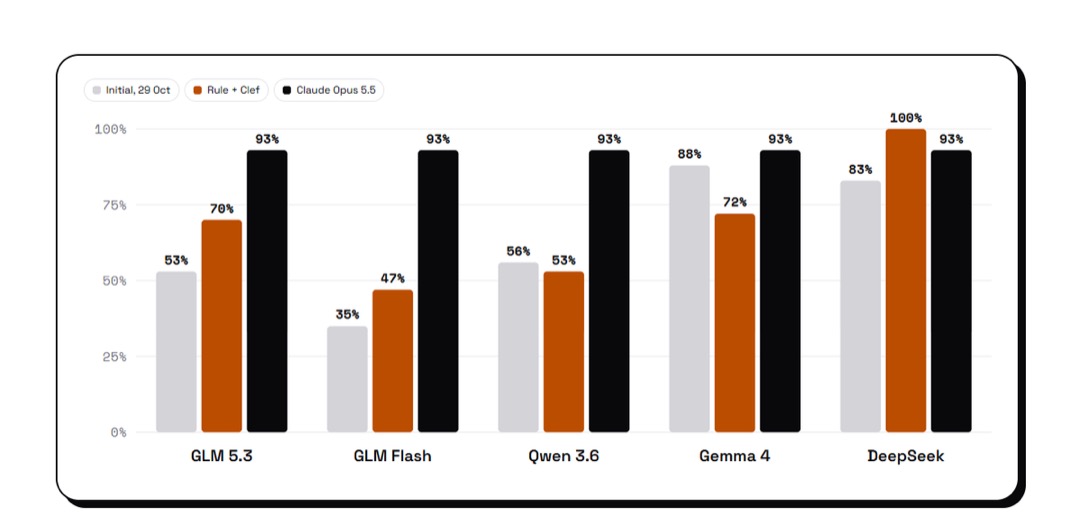 Initial, 29 Oct Rule + Clef Claude Opus 5.5
100%
75%
50%
25%
0%
53% 70% 93%
35% 47% 93%
56% 53% 93%
88% 72% 93%
83% 100% 93%
GLM 5.3 GLM Flash Qwen 3.6 Gemma 4 DeepSeek